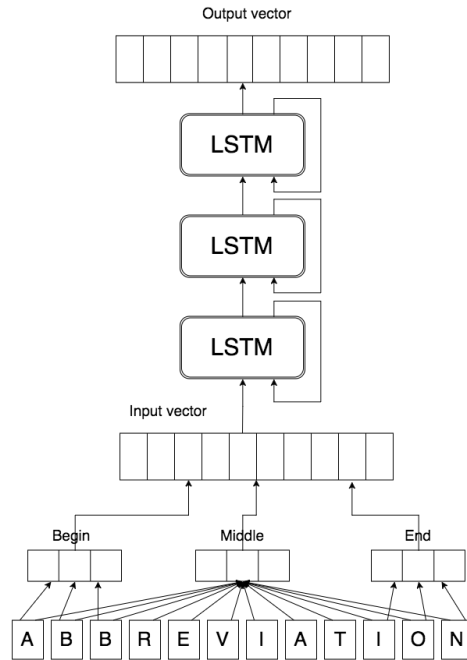 Output vector
LSTM
LSTM
LSTM
Input vector
Begin Middle End
A B B R E V I A T I O N